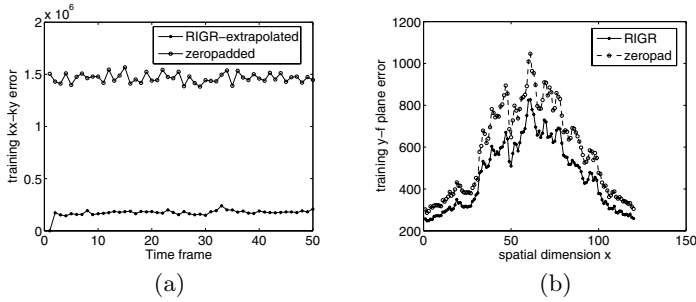 x 10^6
2
1.5
1
0.5
0
0
10
20
30
40
50
training kx-ky error
Time frame
RIGR-extrapolated
zeropadded
(a)
1200
1000
800
600
400
200
0
50
100
150
training y-f plane error
spatial dimension x
RIGR
zeropad
(b)